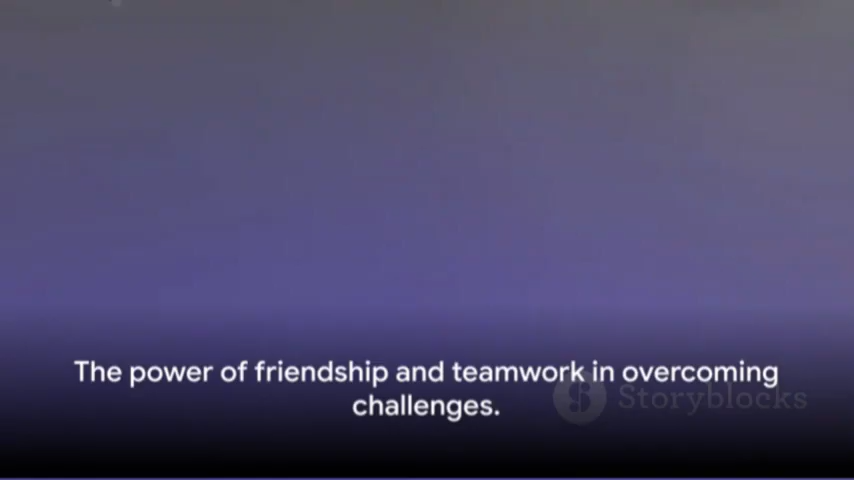 The power of friendship and teamwork in overcoming
challenges.
Storyblocks